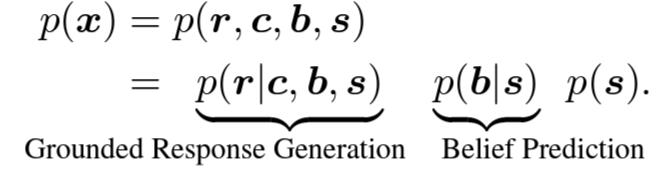 p(x) = p(r, c, b, s)
= p(r|c, b, s) p(b|s) p(s).
Grounded Response Generation Belief Prediction